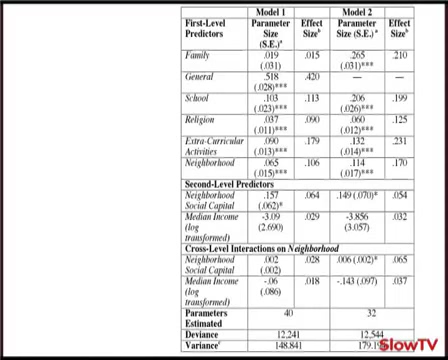 Model 1 Model 2
First-Level Parameter Effect Parameter Effect
Predictors Size Sizeᵇ Size (S.E.)ᵃ Sizeᵇ
(S.E.)ᵃ
Family .019 .015 .265 .210
(.031) (.031)***
General .518 .420 — —
(.028)***
School .103 .113 .206 .199
(.023)*** (.026)***
Religion .037 .090 .060 .125
(.011)*** (.012)***
Extra-Curricular .090 .179 .132 .231
Activities (.013)*** (.014)***
Neighborhood .065 .106 .114 .170
(.015)*** (.017)***
Second-Level Predictors
Neighborhood .157 .064 .149 (.070)* .054
Social Capital (.062)*
Median Income -3.09 .029 -3.856 .032
(log (2.690) (3.057)
transformed)
Cross-Level Interactions on Neighborhood
Neighborhood .002 .028 .006 (.002)* .065
Social Capital (.002)
Median Income -.06 .018 -.143 (.097) .037
(log (.086)
transformed)
Parameters 40 32
Estimated
Deviance 12,241 12,544
Variance 148.841
SlowTV